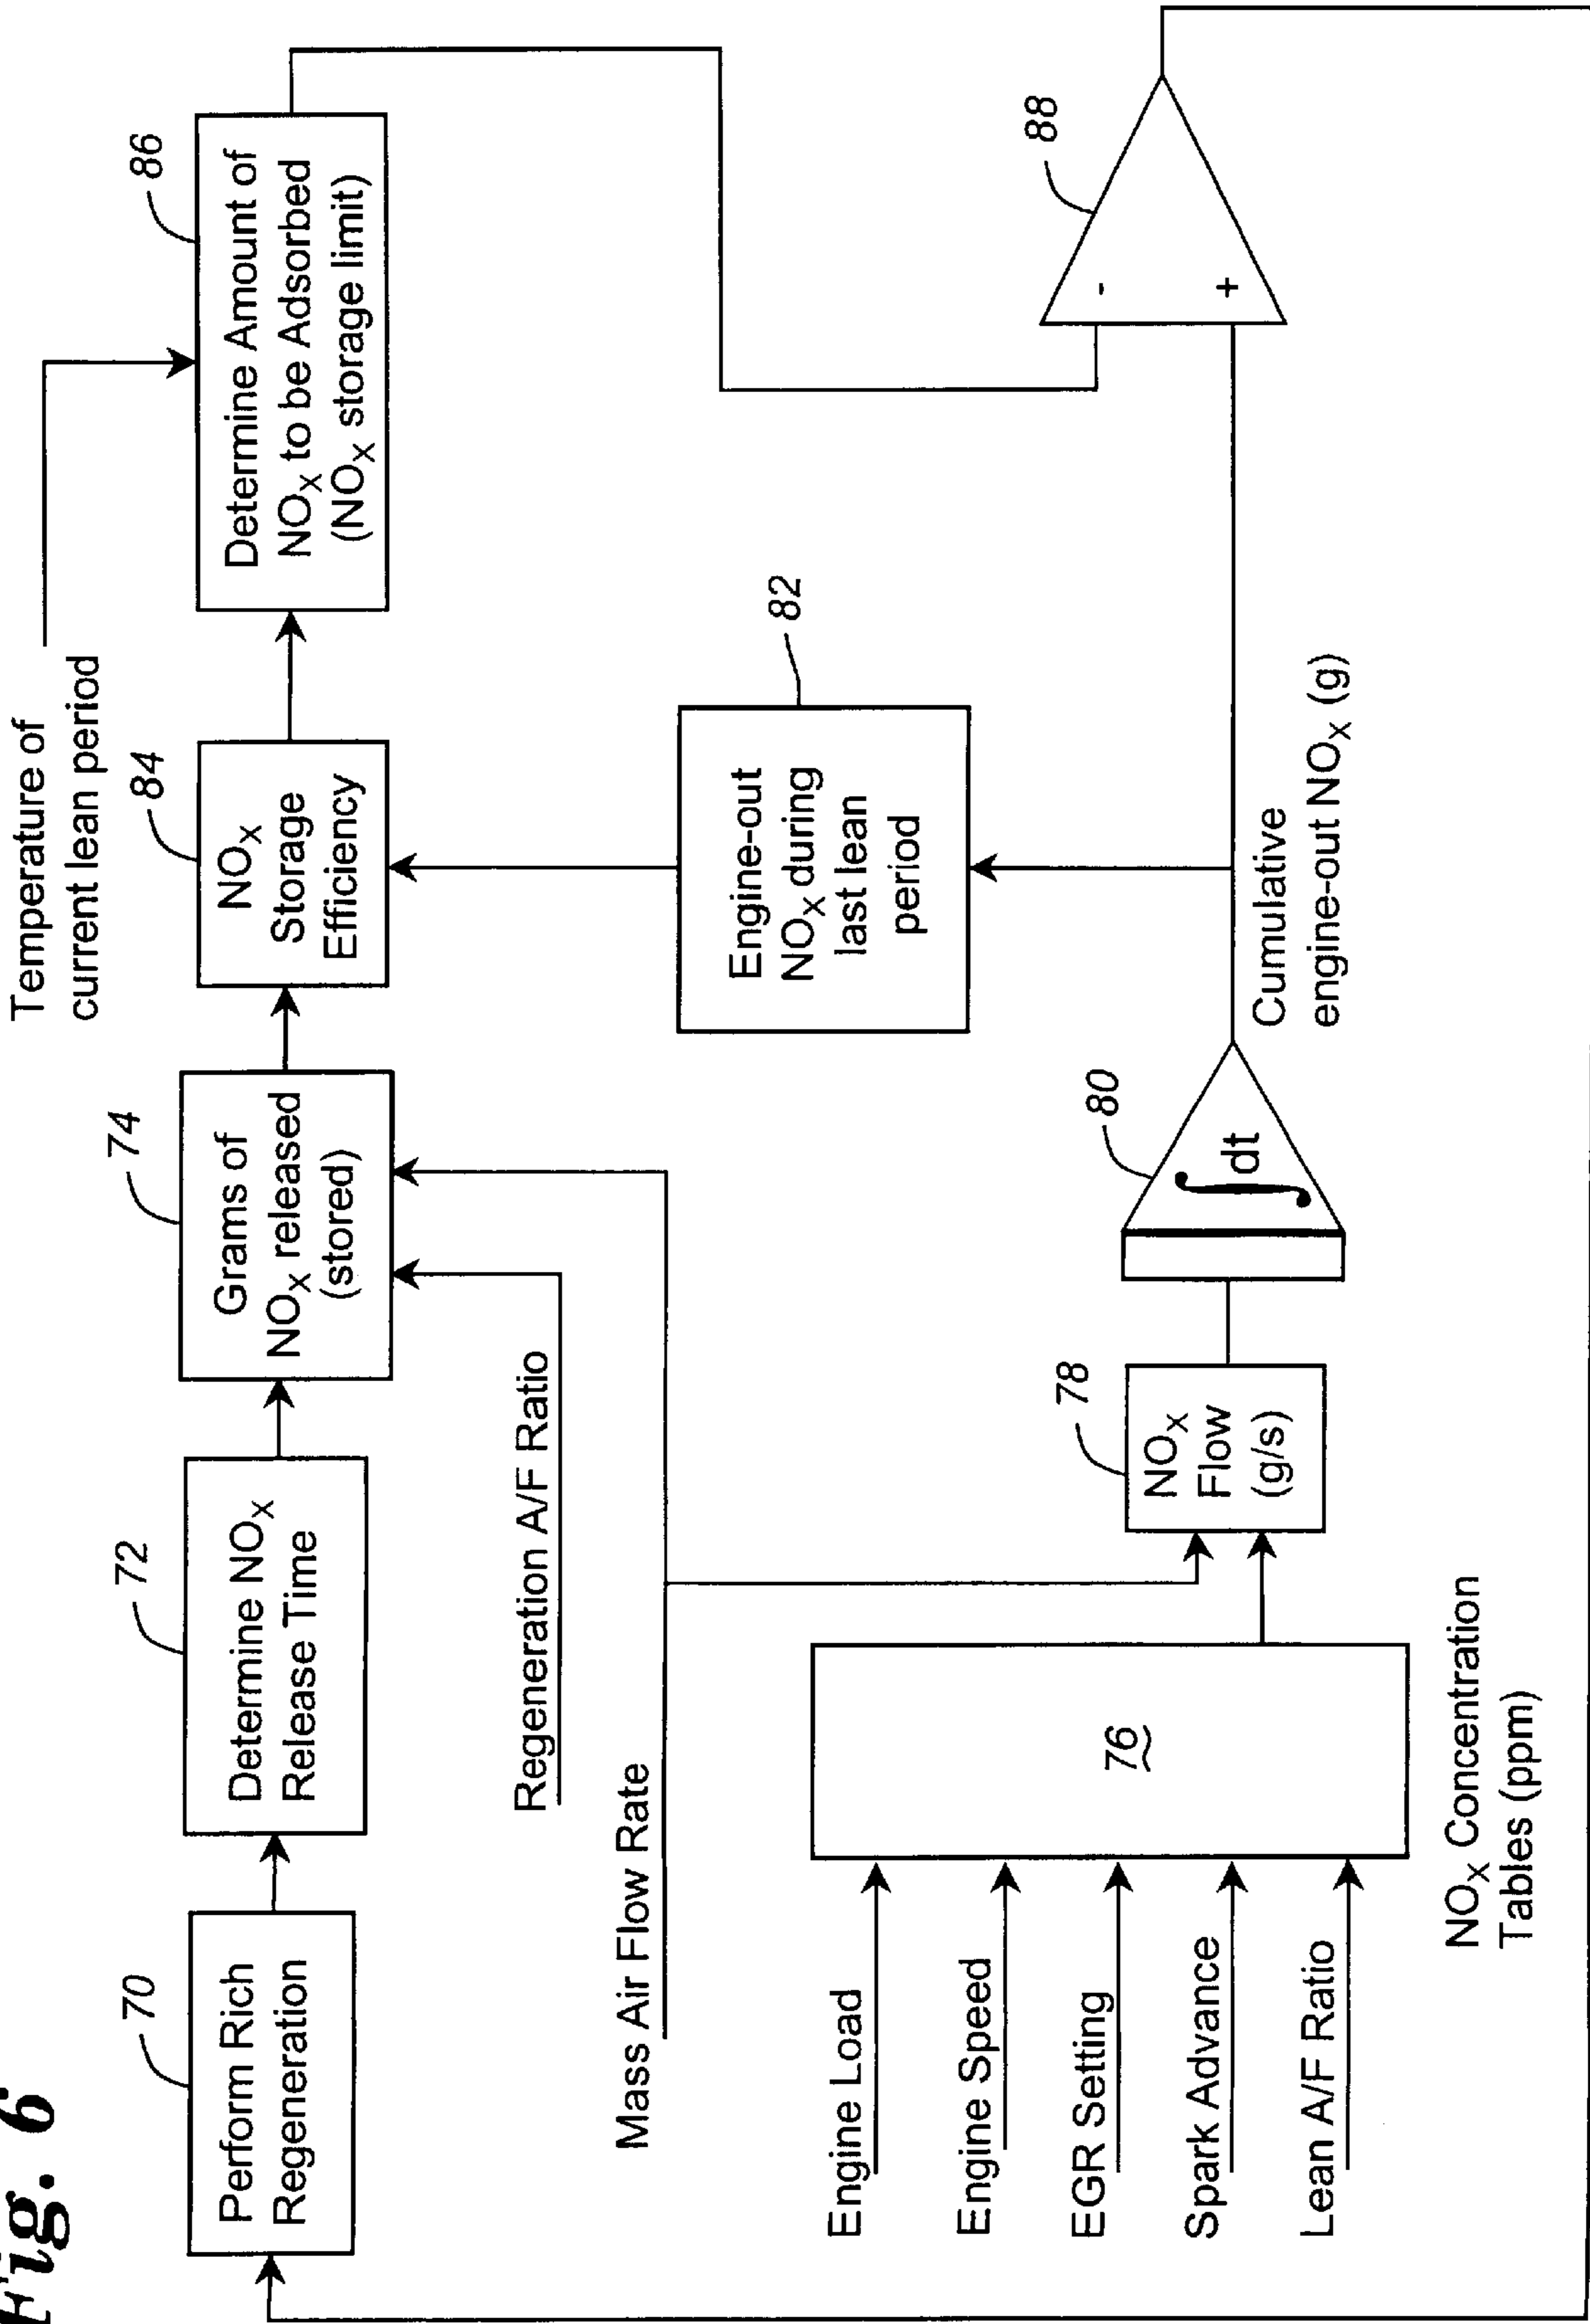 Fig. 6
70
Perform Rich
Regeneration
72
Determine NOX
Release Time
74
Grams of
NOX released
(stored)
84
NOX
Storage
Efficiency
Temperature of
current lean period
86
Determine Amount of
NOX to be Adsorbed
(NOX storage limit)
Regeneration A/F Ratio
Mass Air Flow Rate
82
Engine-out
NOX during
last lean
period
Engine Load
Engine Speed
EGR Setting
Spark Advance
Lean A/F Ratio
76
NOX Concentration
Tables (ppm)
78
NOX
Flow
(g/s)
80
∫dt
Cumulative
engine-out NOX (g)
88
-
+